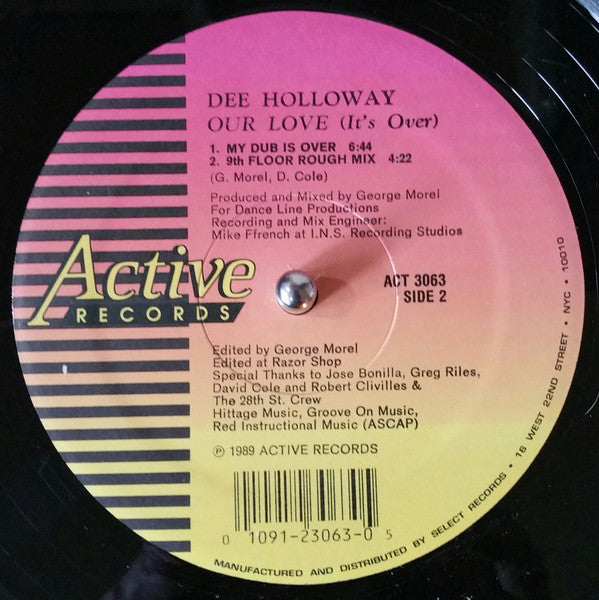 DEE HOLLOWAY
OUR LOVE (It's Over)
1. MY DUB IS OVER 6:44
2. 9th FLOOR ROUGH MIX 4:22
(G. Morel, D. Cole)
Produced and Mixed by George Morel
For Dance Line Productions
Recording and Mix Engineer:
Mike Ffrench at I.N.S. Recording Studios
Active
RECORDS
ACT 3063
SIDE 2
Edited by George Morel
Edited at Razor Shop
Special Thanks to Jose Bonilla, Greg Riles,
David Cole and Robert Clivilles &
The 28th St. Crew
Hittage Music, Groove On Music,
Red Instructional Music (ASCAP)
Ⓟ 1989 ACTIVE RECORDS
0 1091-23063-0 5
MANUFACTURED AND DISTRIBUTED BY SELECT RECORDS • 16 WEST 22ND STREET • NYC • 10010